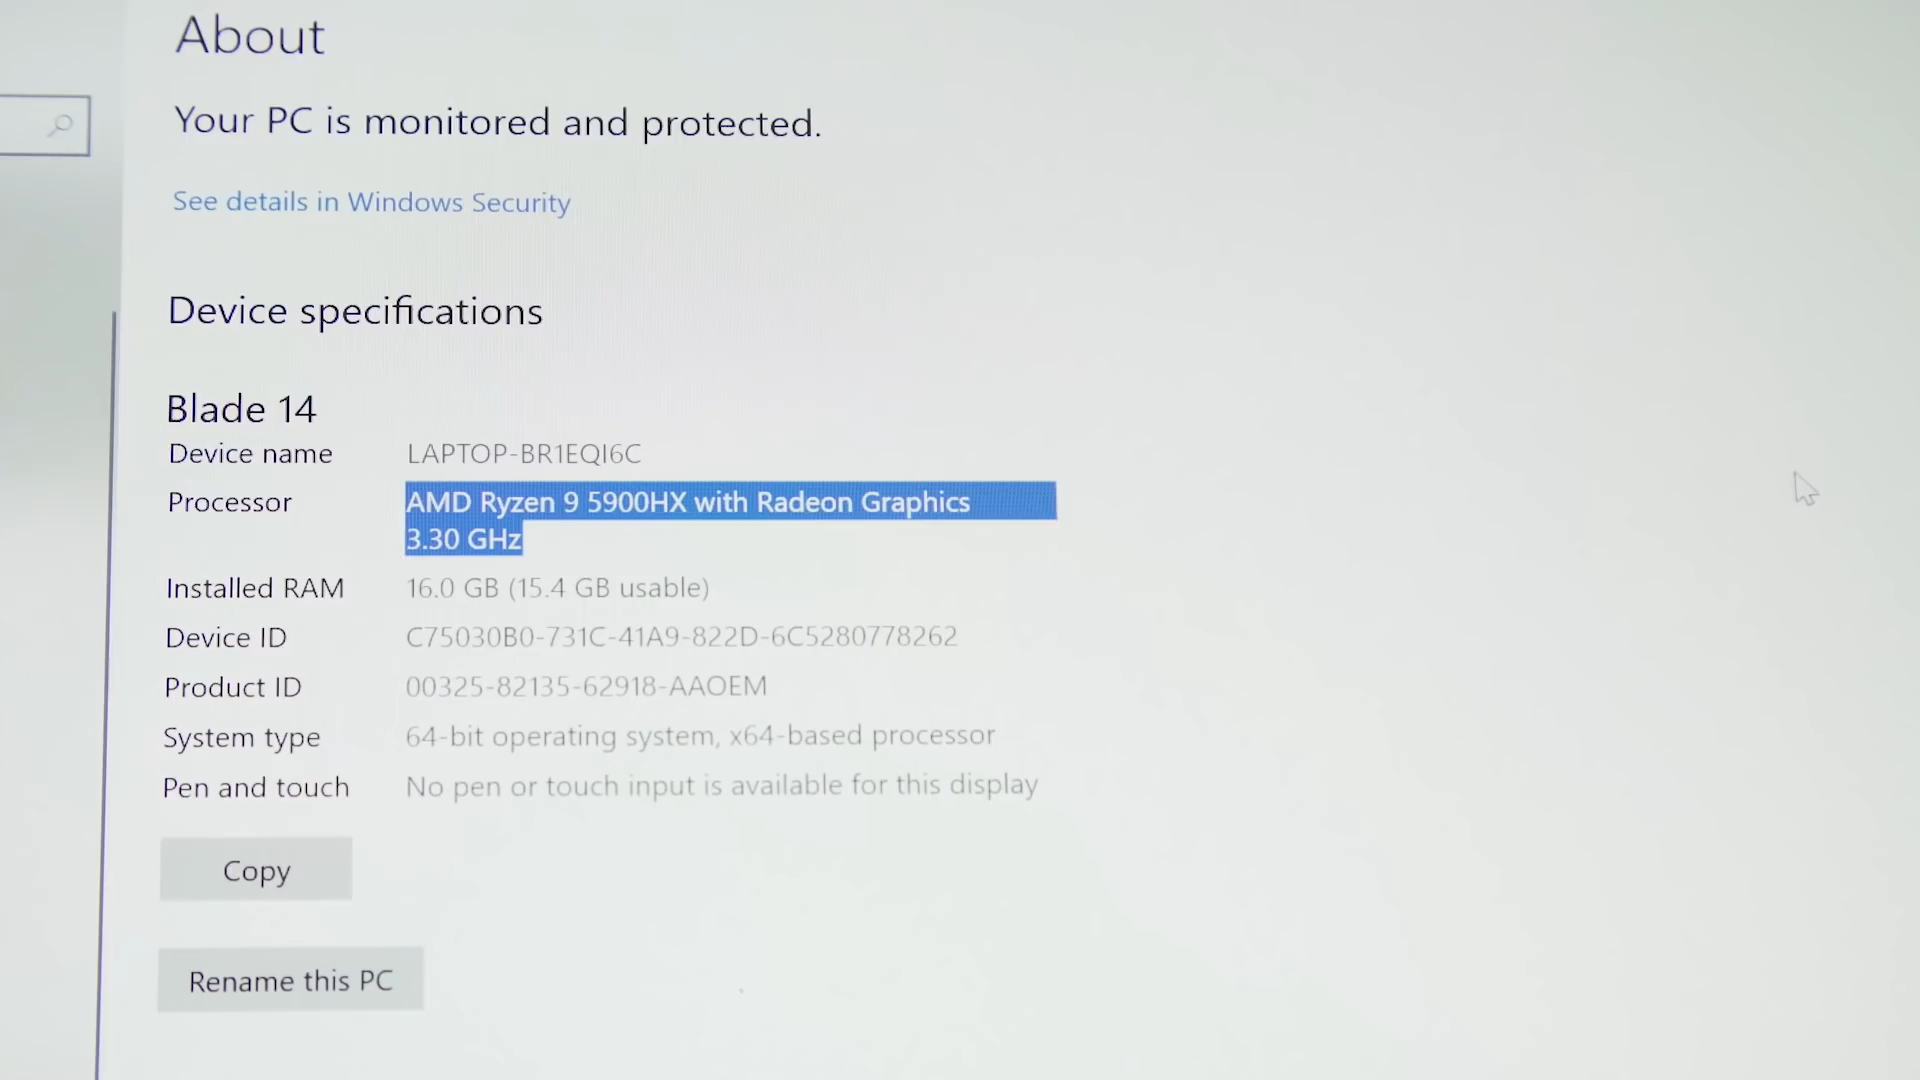 About
Your PC is monitored and protected.
See details in Windows Security
Device specifications
Blade 14
Device name LAPTOP-BR1EQI6C
Processor AMD Ryzen 9 5900HX with Radeon Graphics
3.30 GHz
Installed RAM 16.0 GB (15.4 GB usable)
Device ID C75030B0-731C-41A9-822D-6C5280778262
Product ID 00325-82135-62918-AAOEM
System type 64-bit operating system, x64-based processor
Pen and touch No pen or touch input is available for this display
Copy
Rename this PC